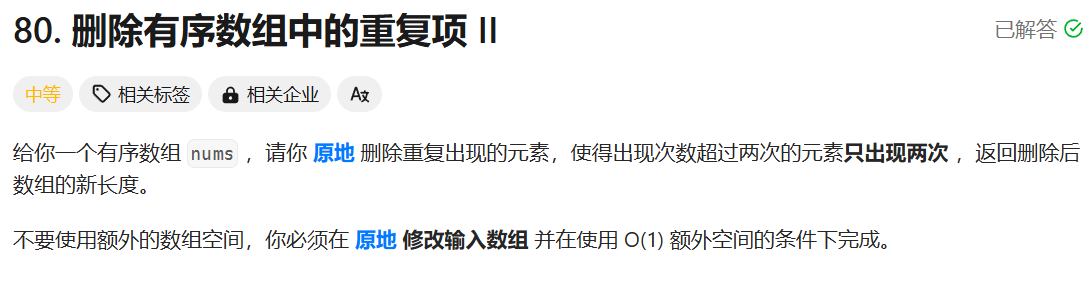 80. 删除有序数组中的重复项 II
已解答
中等 相关标签 相关企业
给你一个有序数组 nums ，请你 原地 删除重复出现的元素，使得出现次数超过两次的元素只出现两次 ，返回删除后
数组的新长度。
不要使用额外的数组空间，你必须在 原地 修改输入数组 并在使用 O(1) 额外空间的条件下完成。